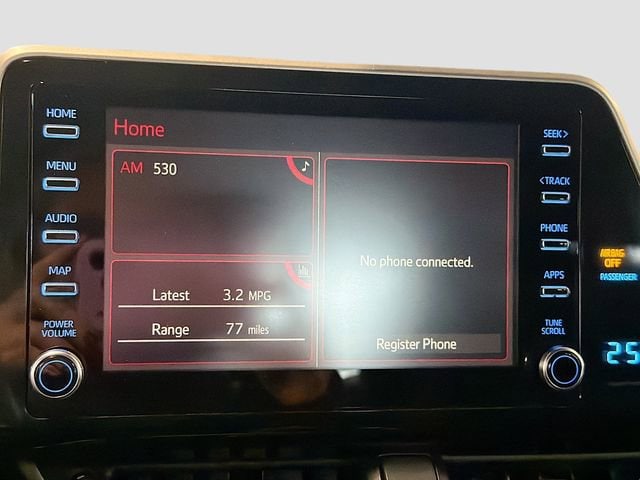 HOME
MENU
AUDIO
MAP
POWER
VOLUME
Home
AM 530
Latest 3.2 MPG
Range 77 miles
No phone connected.
Register Phone
SEEK>
<TRACK
PHONE
APPS
TUNE
SCROLL
AIRBAG
OFF
PASSENGER
25